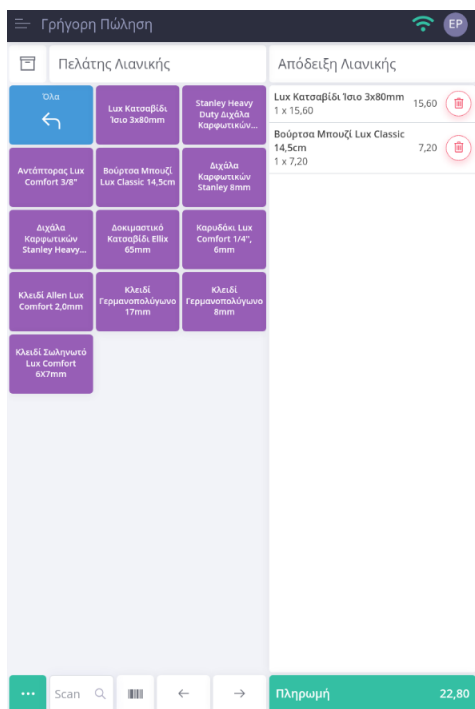 Γρήγορη Πώληση
EP
Πελάτης Λιανικής
Απόδειξη Λιανικής
Όλα
Lux Κατσαβίδι
Ίσιο 3x80mm
Stanley Heavy
Duty Διχάλα
Καρφωτικών...
Αντάπτορας Lux
Comfort 3/8"
Βούρτσα Μπουζί
Lux Classic 14,5cm
Διχάλα
Καρφωτικών
Stanley 8mm
Διχάλα
Καρφωτικών
Stanley Heavy...
Δοκιμαστικό
Κατσαβίδι Ellix
65mm
Καρυδάκι Lux
Comfort 1/4",
6mm
Κλειδί Allen Lux
Comfort 2,0mm
Κλειδί
Γερμανοπολύγωνο
17mm
Κλειδί
Γερμανοπολύγωνο
8mm
Κλειδί Σωληνωτό
Lux Comfort
6X7mm
Lux Κατσαβίδι Ίσιο 3x80mm 15,60
1 x 15,60
Βούρτσα Μπουζί Lux Classic
14,5cm 7,20
1 x 7,20
Scan
Πληρωμή 22,80